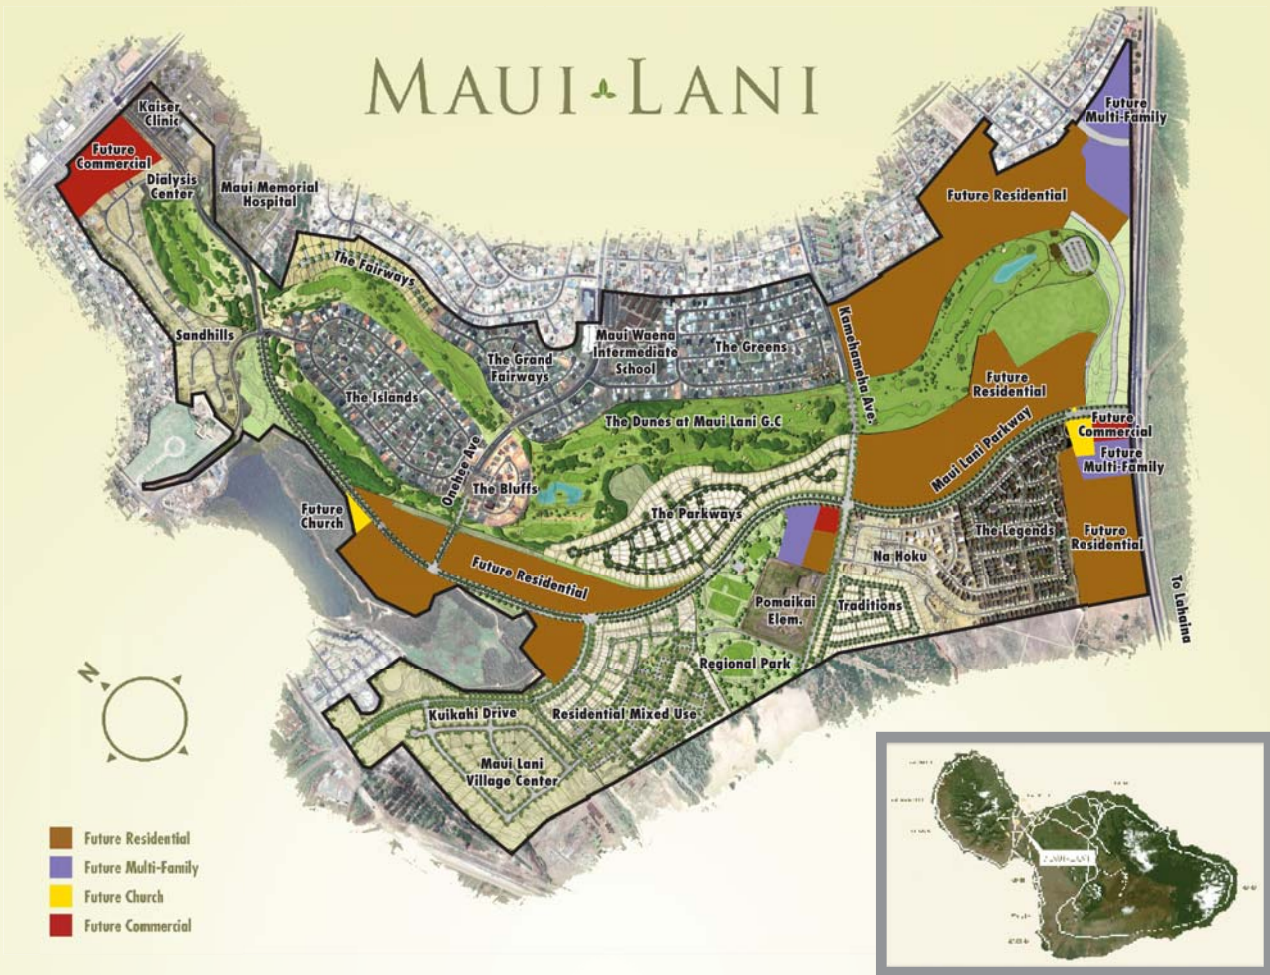 MAUI LANI
Kaiser
Clinic
Future
Commercial
Dialysis
Center
Maui Memorial
Hospital
Future
Multi-Family
Future Residential
The Fairways
Sandhills
The Islands
The Grand
Fairways
Maui Waena
Intermediate
School
The Greens
Kamehameha Ave.
Future
Residential
The Dunes at Maui Lani G.C
Onehee Ave
The Bluffs
Maui Lani Parkway
Future
Commercial
Future
Multi-Family
Future
Church
The Parkways
The Legends
Future
Residential
Na Hoku
Future Residential
Pomaikai
Elem.
Traditions
To Lahaina
Regional Park
N
Kuikahi Drive
Residential Mixed Use
Maui Lani
Village Center
Future Residential
Future Multi-Family
Future Church
Future Commercial
MAUI LANI